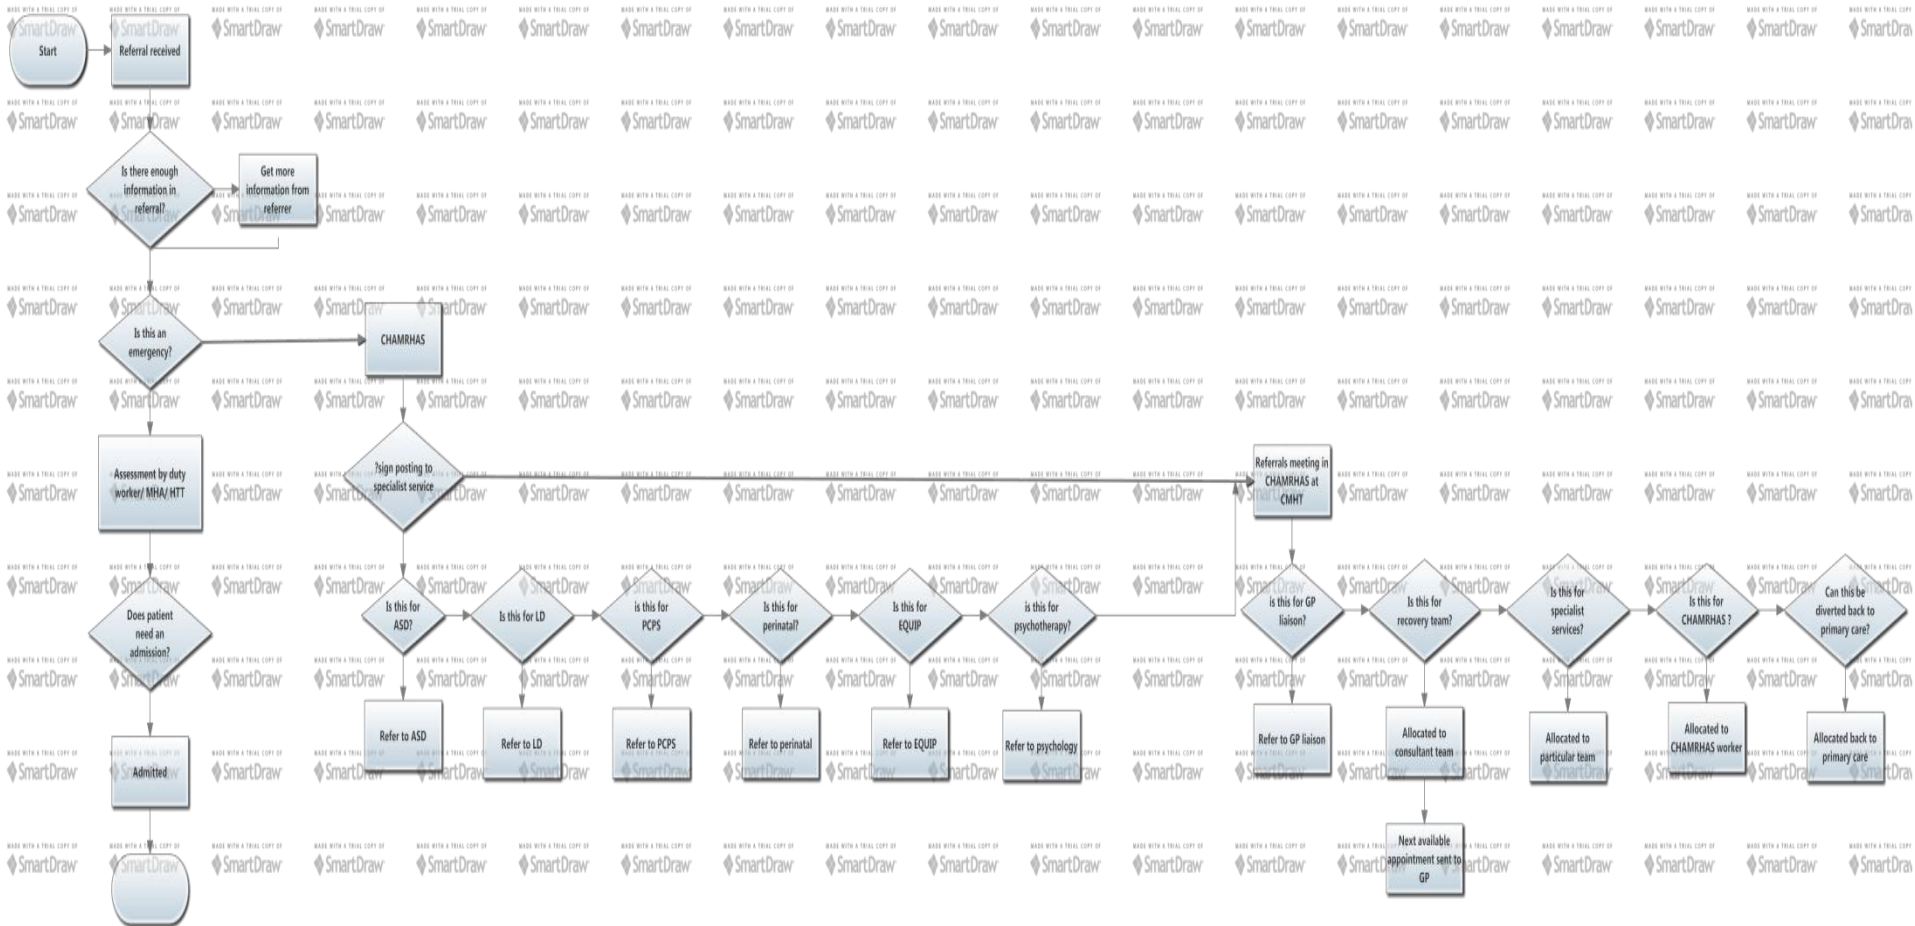 Start
Referral received
Is there enough
information in
referral?
Get more
information from
referrer
Is this an
emergency?
CHAMRHAS
Assessment by duty
worker/ MHA/ HTT
?sign posting to
specialist service
Referrals meeting in
CHAMRHAS at
CMHT
Does patient
need an
admission?
Is this for
ASD?
Is this for LD
is this for
PCPS
Is this for
perinatal?
Is this for
EQUIP
is this for
psychotherapy?
is this for GP
liaison?
Is this for
recovery team?
Is this for
specialist
services?
Is this for
CHAMRHAS ?
Can this be
diverted back to
primary care?
Admitted
Refer to ASD
Refer to LD
Refer to PCPS
Refer to perinatal
Refer to EQUIP
Refer to psychology
Refer to GP liaison
Allocated to
consultant team
Allocated to
particular team
Allocated to
CHAMRHAS worker
Allocated back to
primary care
Next available
appointment sent to
GP
MADE WITH A TRIAL COPY OF
SmartDraw